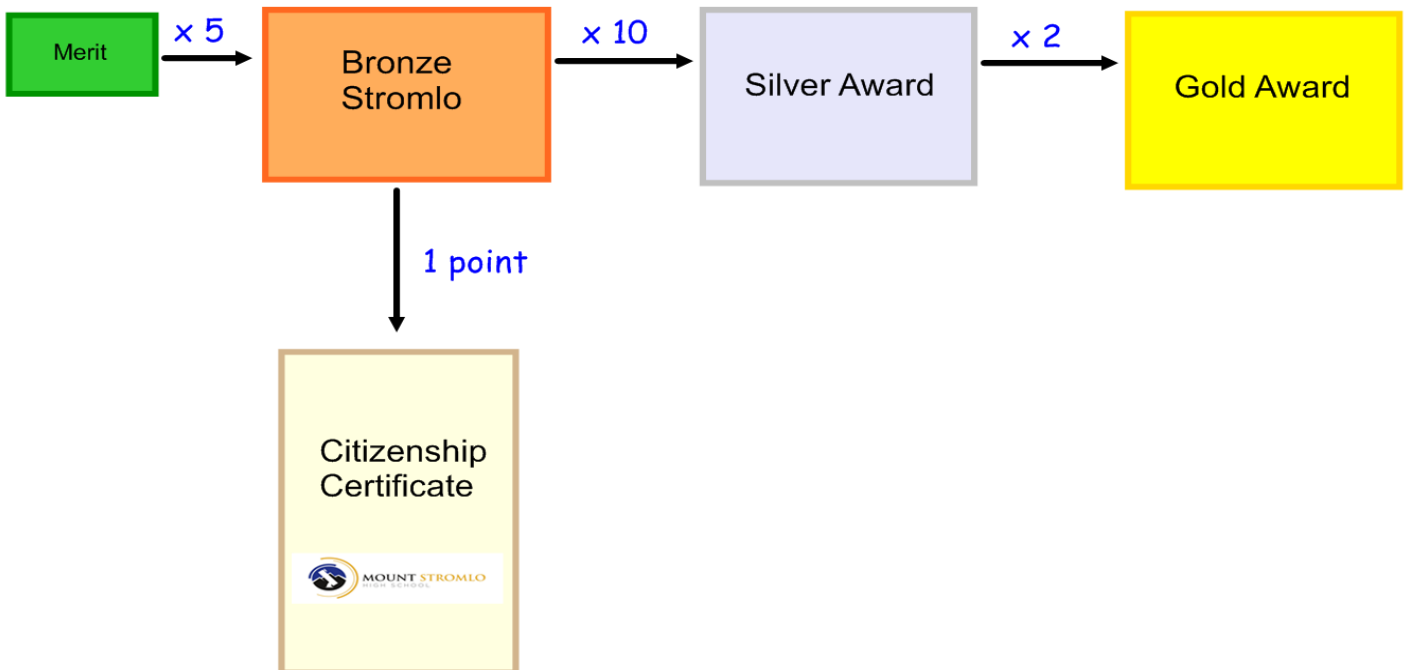 Merit
x 5
Bronze
Stromlo
x 10
Silver Award
x 2
Gold Award
1 point
Citizenship
Certificate
MOUNT STROMLO
HIGH SCHOOL